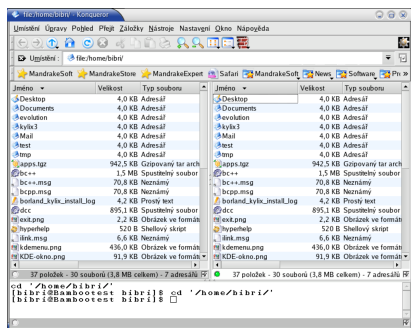 file:/home/bibri/ - Konqueror
Umístění Úpravy Pohled Přejít Záložky Nástroje Nastavení Okno Nápověda
Umístění : file:/home/bibri/
MandrakeSoft MandrakeStore MandrakeExpert Safari MandrakeSoft News Software
Jméno Velikost Typ souboru Jméno Velikost Typ souboru
Desktop 4,0 KB Adresář Desktop 4,0 KB Adresář
Documents 4,0 KB Adresář Documents 4,0 KB Adresář
evolution 4,0 KB Adresář evolution 4,0 KB Adresář
kylix3 4,0 KB Adresář kylix3 4,0 KB Adresář
Mail 4,0 KB Adresář Mail 4,0 KB Adresář
test 4,0 KB Adresář test 4,0 KB Adresář
tmp 4,0 KB Adresář tmp 4,0 KB Adresář
apps.tgz 942,5 KB Gzipovaný tar arch apps.tgz 942,5 KB Gzipovaný tar arch
bc++ 1,5 MB Spustitelný soubor bc++ 1,5 MB Spustitelný soubor
bc++.msg 70,8 KB Neznámý bc++.msg 70,8 KB Neznámý
bcpp.msg 70,8 KB Neznámý bcpp.msg 70,8 KB Neznámý
borland_kylix_install_log 4,2 KB Prostý text borland_kylix_install_log 4,2 KB Prostý text
dcc 895,1 KB Spustitelný soubor dcc 895,1 KB Spustitelný soubor
exit.png 2,2 KB Obrázek ve formátu exit.png 2,2 KB Obrázek ve formátu
hyperhelp 520 B Shellový skript hyperhelp 520 B Shellový skript
ilink.msg 6,6 KB Neznámý ilink.msg 6,6 KB Neznámý
kdemenu.png 436,0 KB Obrázek ve formátu kdemenu.png 436,0 KB Obrázek ve formátu
KDE-okno.png 91,9 KB Obrázek ve formátu KDE-okno.png 91,9 KB Obrázek ve formátu
37 položek - 30 souborů (3,8 MB celkem) - 7 adresářů 37 položek - 30 souborů (3,8 MB celkem) - 7 adresářů
cd '/home/bibri/'
[bibri@Bambootest bibri]$ cd '/home/bibri/'
[bibri@Bambootest bibri]$